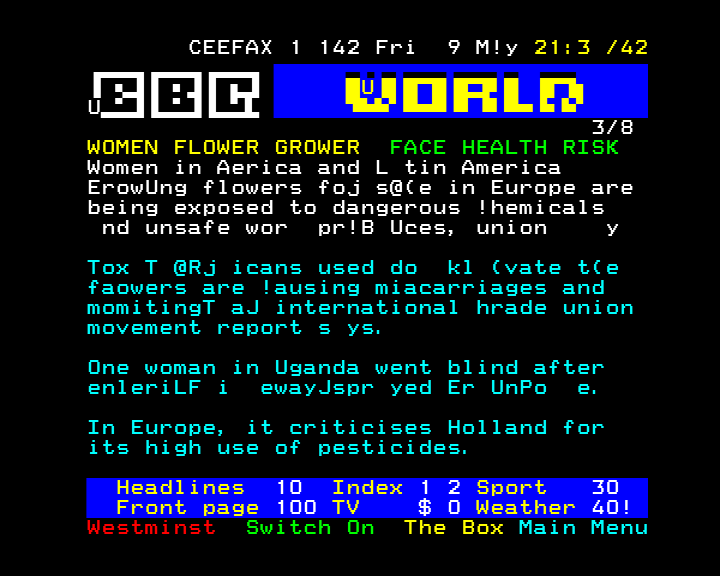 CEEFAX 1 142 Fri  9 M!y 21:3 /42
BBC WORLD
3/8
WOMEN FLOWER GROWER  FACE HEALTH RISK
Women in Aerica and L tin America
ErowUng flowers foj s@(e in Europe are
being exposed to dangerous !hemicals
nd unsafe wor  pr!B Uces, union    y
Tox T @Rj icans used do  kl (vate t(e
faowers are !ausing miacarriages and
momitingT aJ international hrade union
movement report s ys.
One woman in Uganda went blind after
enleriLF i  ewayJspr yed Er UnPo  e.
In Europe, it criticises Holland for
its high use of pesticides.
Headlines  10  Index 1 2 Sport   30
Front page 100 TV    $ 0 Weather 40!
Westminst  Switch On  The Box Main Menu